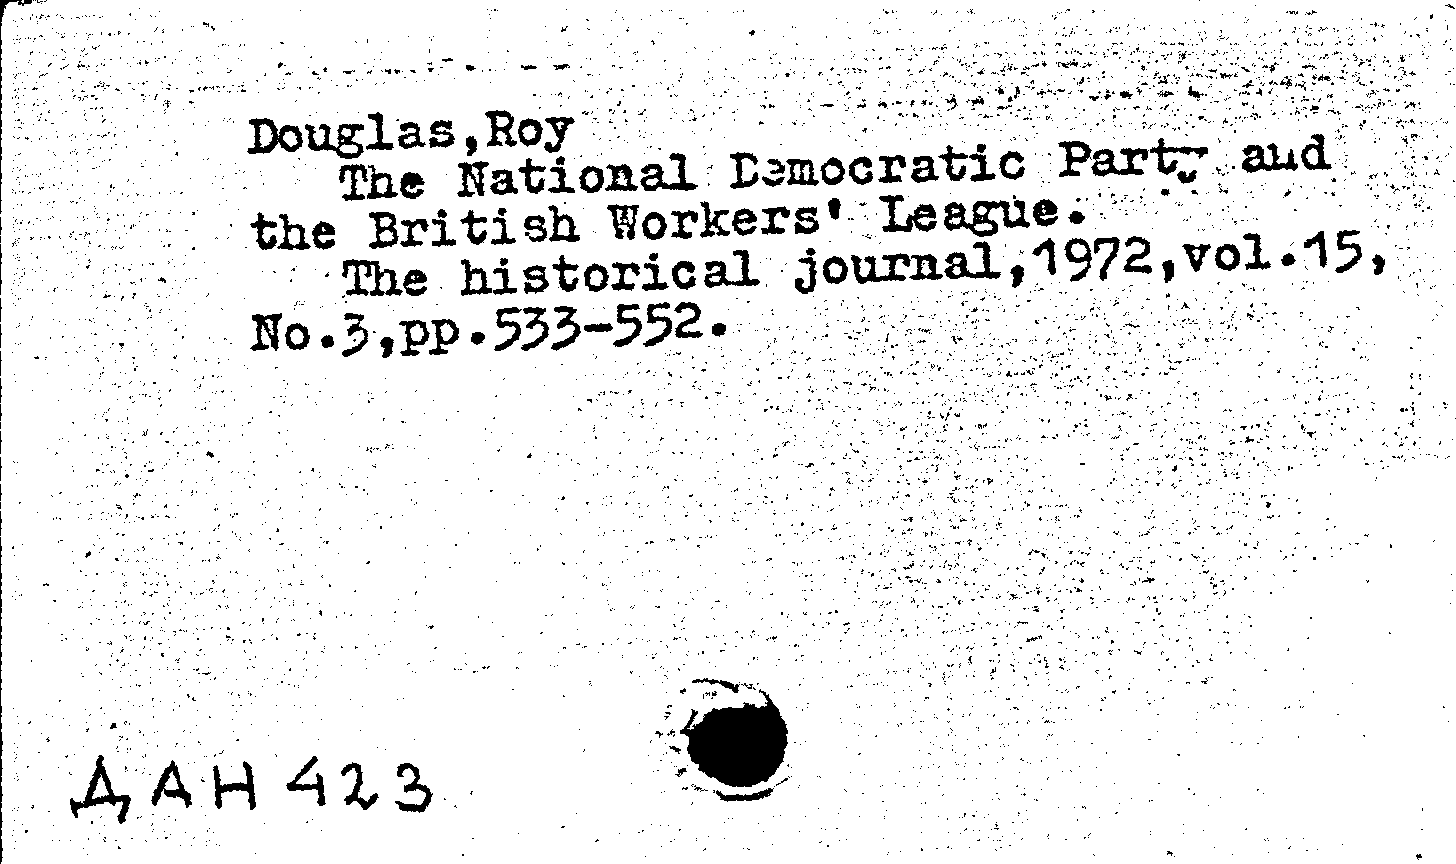 Douglas,Roy
The National Democratic Party and
the British Workers' League.
The historical journal,1972,vol.15,
No.3,pp.533-552.
ДАН 423